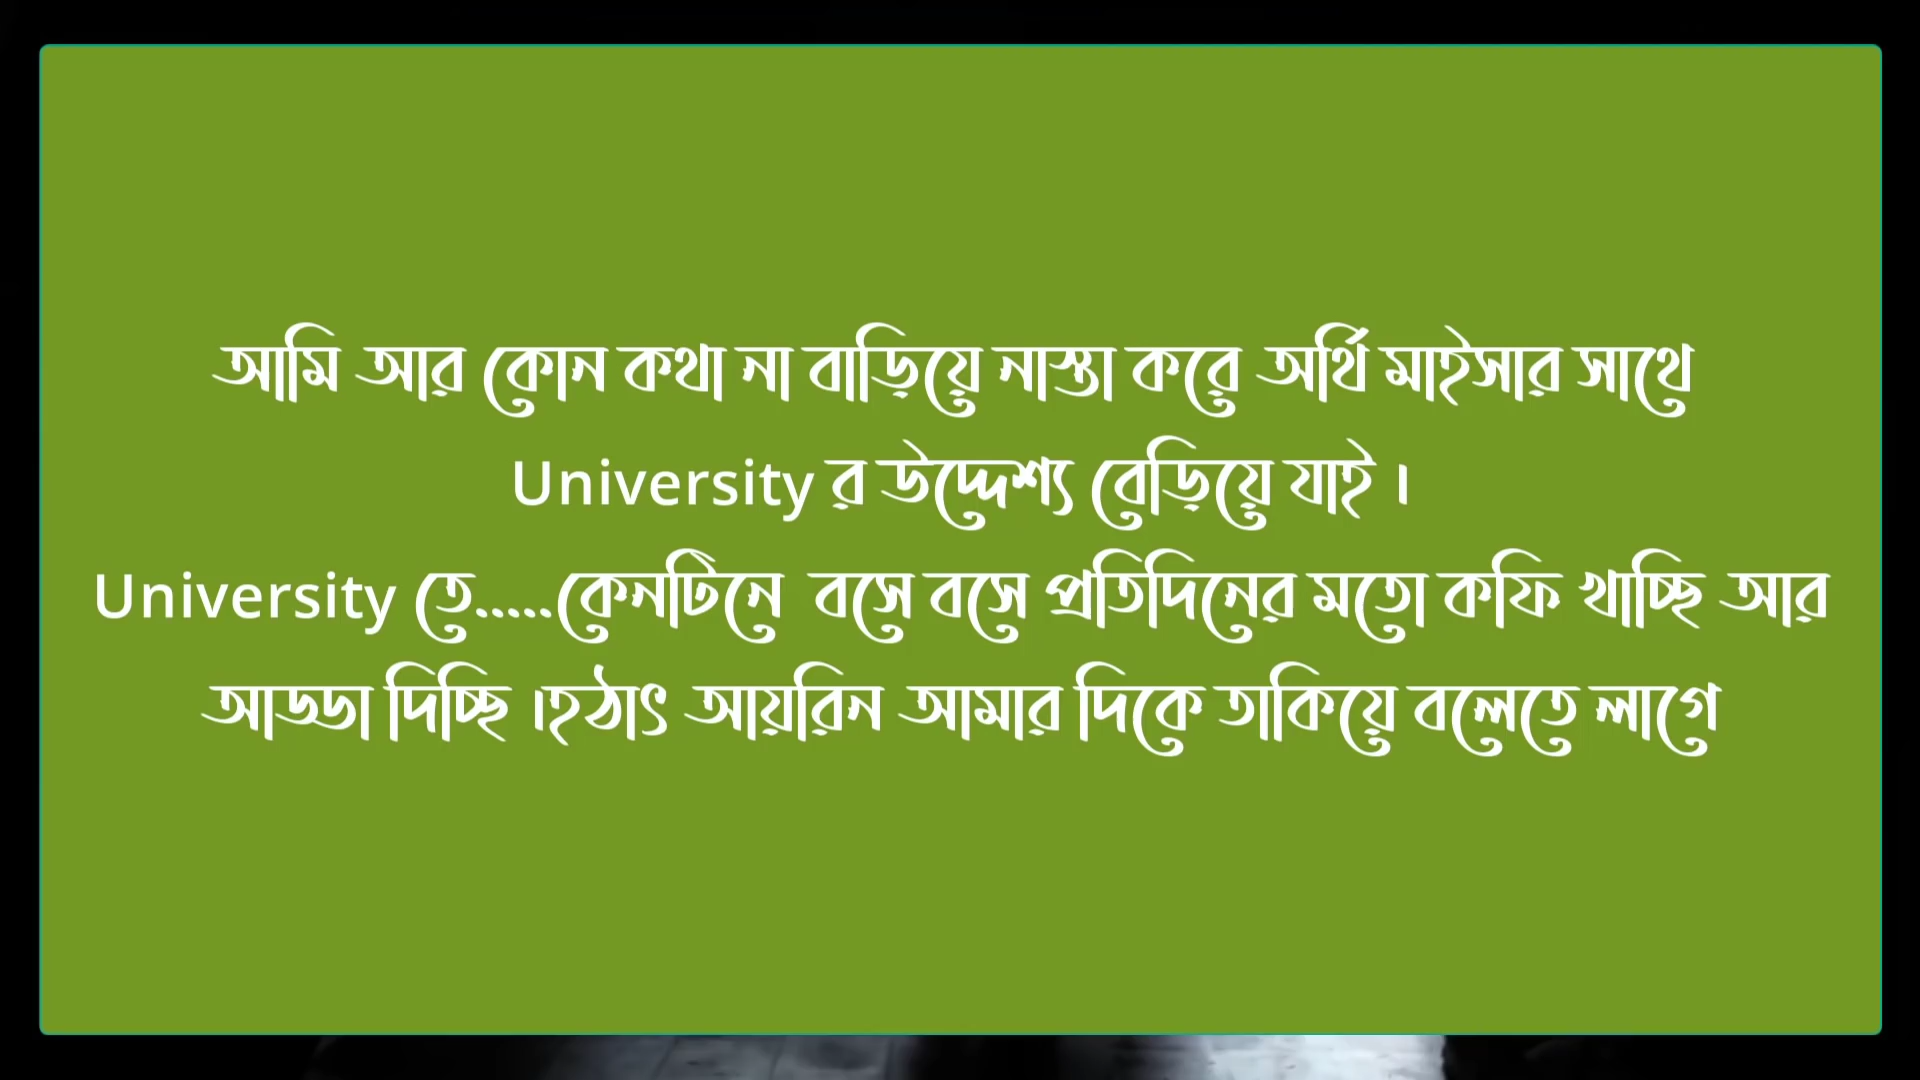 আমি আর কোন কথা না বাড়িয়ে নাস্তা করে অর্থি মাইসার সাথে
University র উদ্দেশ্য বেড়িয়ে যাই ।
University তে.....কেনটিনে বসে বসে প্রতিদিনের মতো কফি খাচ্ছি আর
আড্ডা দিচ্ছি ।হঠাৎ আয়রিন আমার দিকে তাকিয়ে বলেতে লাগে